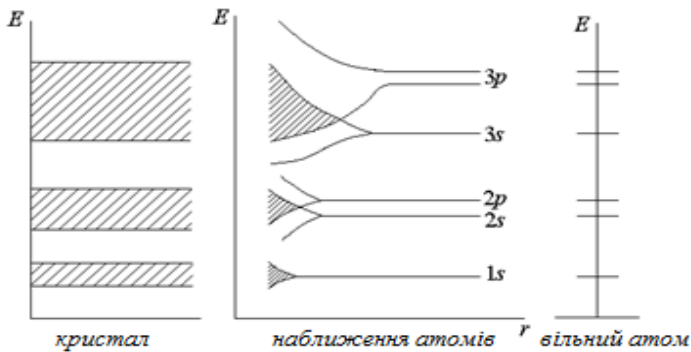 E
E
E
3p
3s
2p
2s
1s
r
кристал
наближення атомів
вільний атом